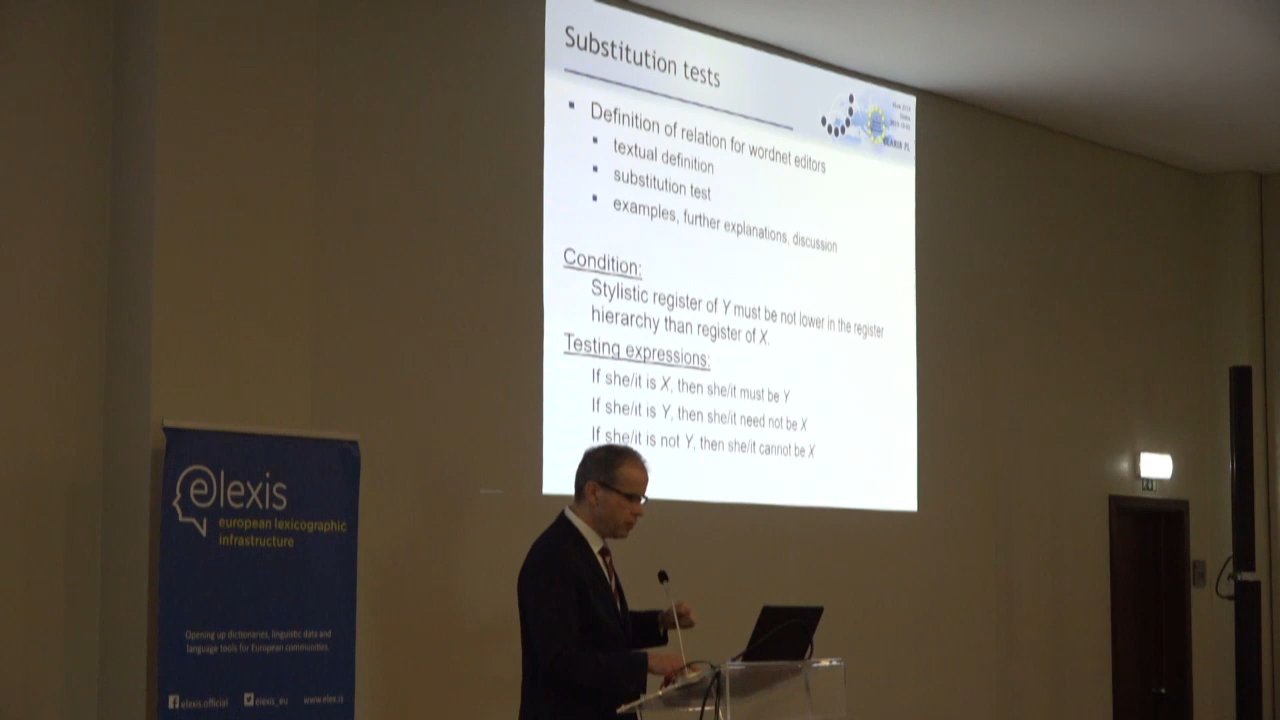 Substitution tests
CLARIN PL
Definition of relation for wordnet editors
textual definition
substitution test
examples, further explanations, discussion
Condition:
Stylistic register of Y must be not lower in the register
hierarchy than register of X.
Testing expressions:
If she/it is X, then she/it must be Y
If she/it is Y, then she/it need not be X
If she/it is not Y, then she/it cannot be X
elexis
european lexicographic
infrastructure
Opening up dictionaries, linguistic data and
language tools for European communities.
elexis.official elexis_eu www.elex.is